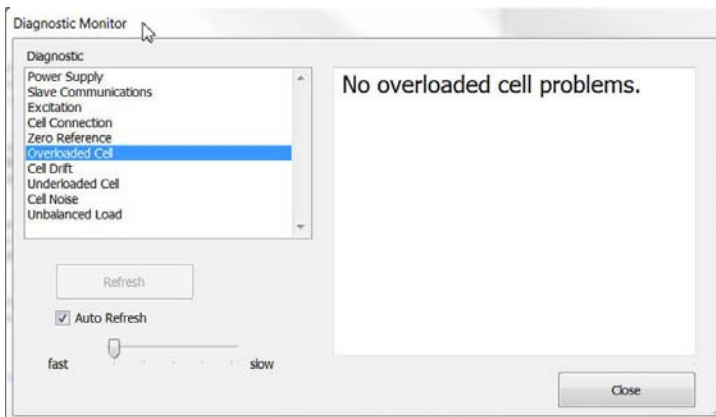 Diagnostic Monitor
Diagnostic
Power Supply
Slave Communications
Excitation
Cell Connection
Zero Reference
Overloaded Cell
Cell Drift
Underloaded Cell
Cell Noise
Unbalanced Load
No overloaded cell problems.
Refresh
Auto Refresh
fast
slow
Close